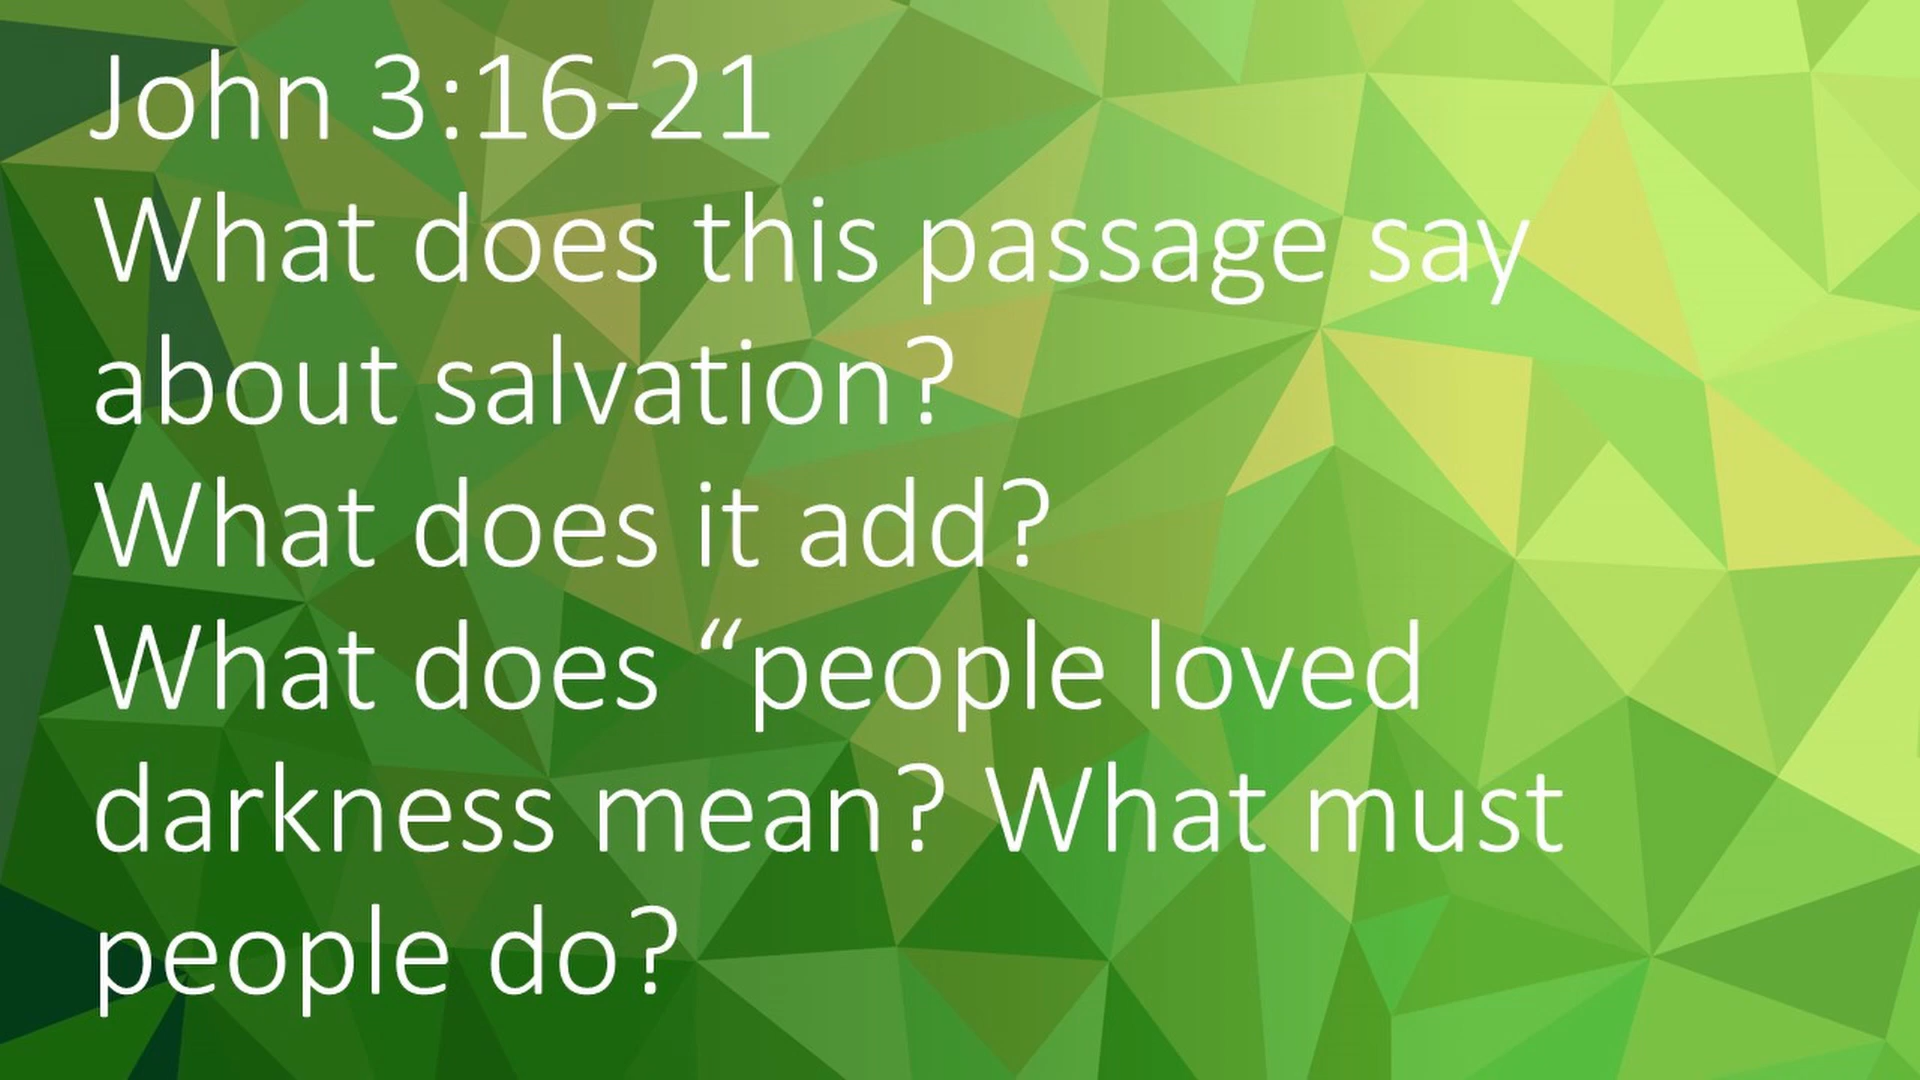 John 3:16-21
What does this passage say
about salvation?
What does it add?
What does “people loved
darkness mean? What must
people do?